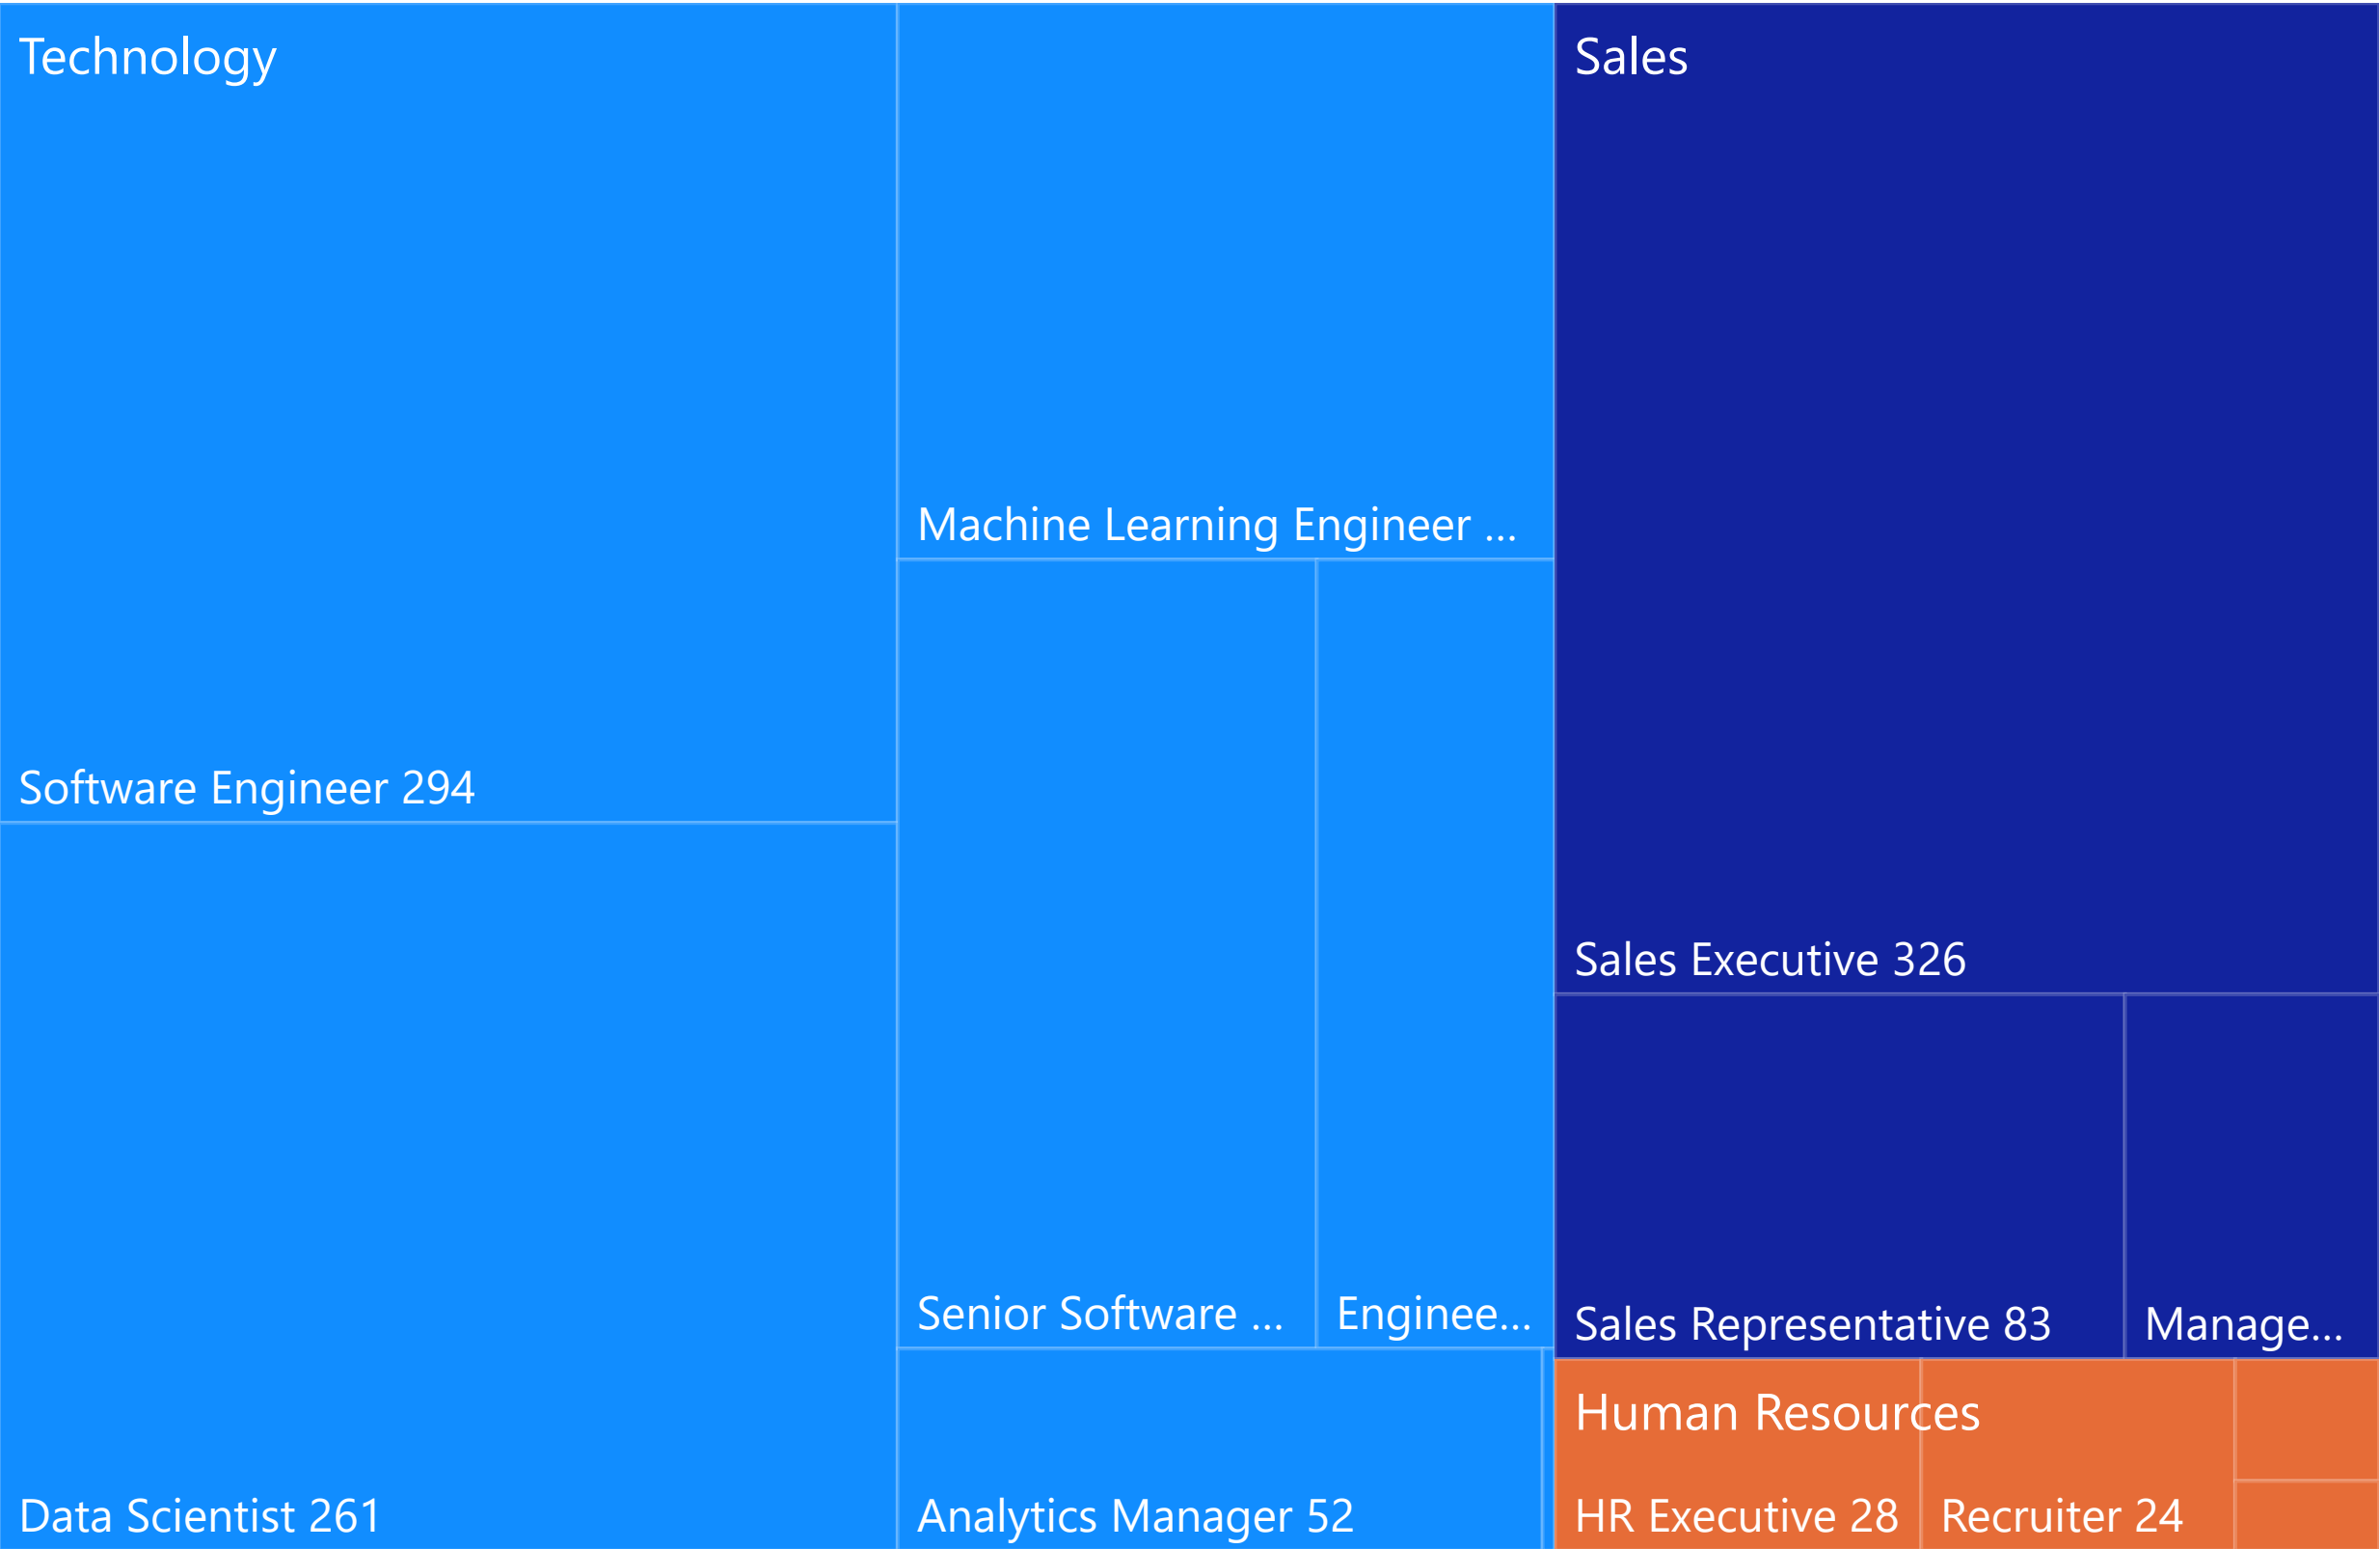 Technology
Software Engineer 294
Data Scientist 261
Machine Learning Engineer ...
Senior Software ...
Enginee...
Analytics Manager 52
Sales
Sales Executive 326
Sales Representative 83
Manage...
Human Resources
HR Executive 28
Recruiter 24